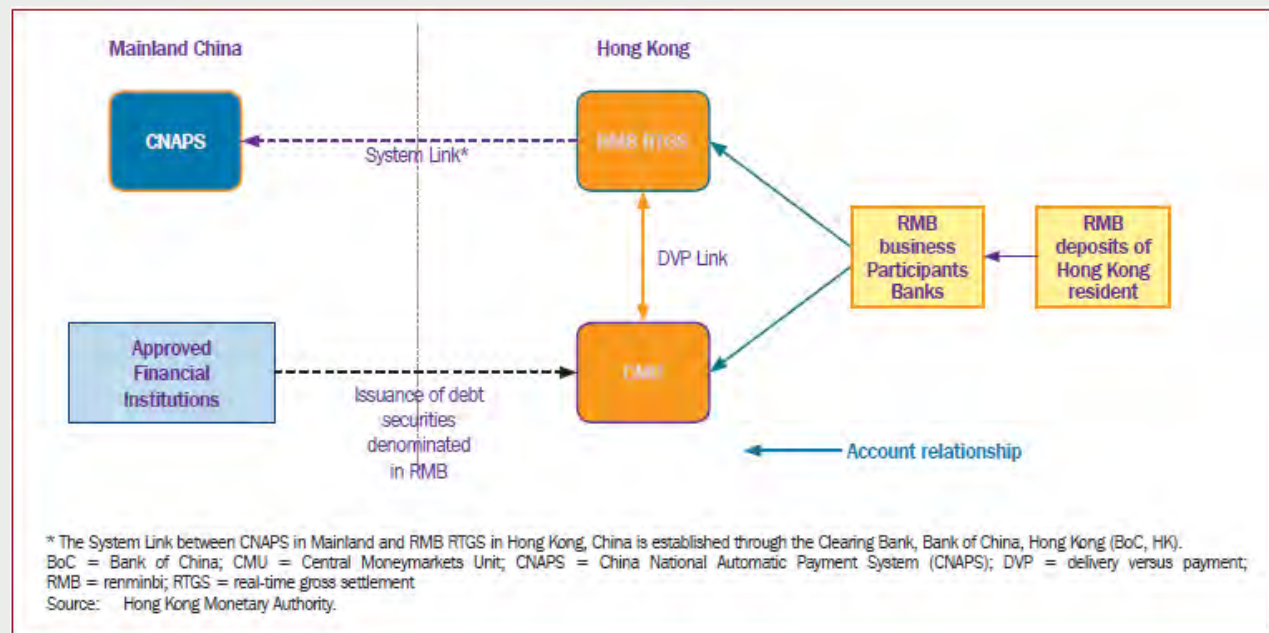 Mainland China
Hong Kong
CNAPS
RMB RTGS
System Link*
RMB
business
Participants
Banks
RMB
deposits of
Hong Kong
resident
DVP Link
Approved
Financial
Institutions
CMU
Issuance of debt
securities
denominated
in RMB
Account relationship
* The System Link between CNAPS in Mainland and RMB RTGS in Hong Kong, China is established through the Clearing Bank, Bank of China, Hong Kong (BoC, HK).
BoC = Bank of China; CMU = Central Moneymarkets Unit; CNAPS = China National Automatic Payment System (CNAPS); DVP = delivery versus payment;
RMB = renminbi; RTGS = real-time gross settlement
Source: Hong Kong Monetary Authority.